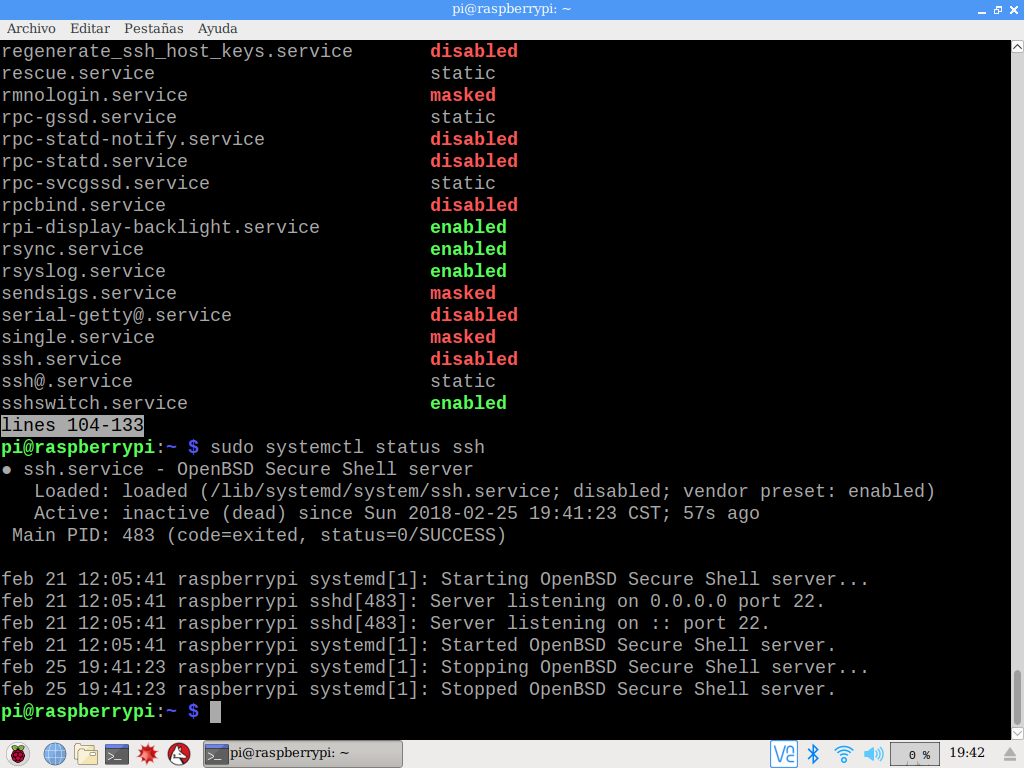 pi@raspberrypi: ~
Archivo Editar Pestañas Ayuda
regenerate_ssh_host_keys.service disabled
rescue.service static
rmnologin.service masked
rpc-gssd.service static
rpc-statd-notify.service disabled
rpc-statd.service disabled
rpc-svcgssd.service static
rpcbind.service disabled
rpi-display-backlight.service enabled
rsync.service enabled
rsyslog.service enabled
sendsigs.service masked
serial-getty@.service disabled
single.service masked
ssh.service disabled
ssh@.service static
sshswitch.service enabled
lines 104-133
pi@raspberrypi:~ $ sudo systemctl status ssh
● ssh.service - OpenBSD Secure Shell server
Loaded: loaded (/lib/systemd/system/ssh.service; disabled; vendor preset: enabled)
Active: inactive (dead) since Sun 2018-02-25 19:41:23 CST; 57s ago
Main PID: 483 (code=exited, status=0/SUCCESS)
feb 21 12:05:41 raspberrypi systemd[1]: Starting OpenBSD Secure Shell server...
feb 21 12:05:41 raspberrypi sshd[483]: Server listening on 0.0.0.0 port 22.
feb 21 12:05:41 raspberrypi sshd[483]: Server listening on :: port 22.
feb 21 12:05:41 raspberrypi systemd[1]: Started OpenBSD Secure Shell server.
feb 25 19:41:23 raspberrypi systemd[1]: Stopping OpenBSD Secure Shell server...
feb 25 19:41:23 raspberrypi systemd[1]: Stopped OpenBSD Secure Shell server.
pi@raspberrypi:~ $
pi@raspberrypi: ~ 0 % 19:42